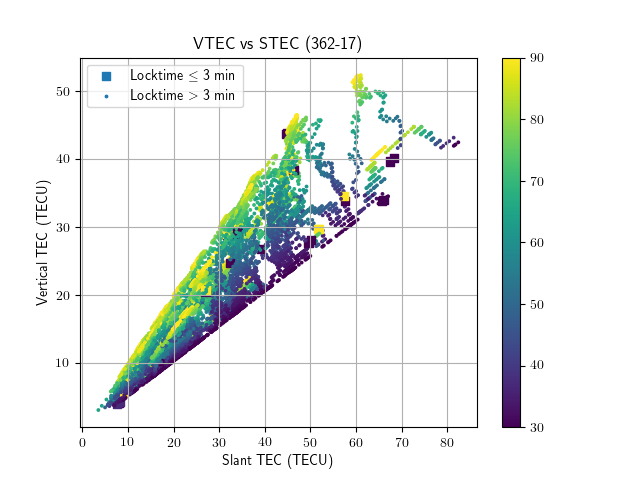 VTEC vs STEC (362-17)
Locktime ≤ 3 min
Locktime > 3 min
Vertical TEC (TECU)
50
40
30
20
10
0 10 20 30 40 50 60 70 80
Slant TEC (TECU)
90
80
70
60
50
40
30